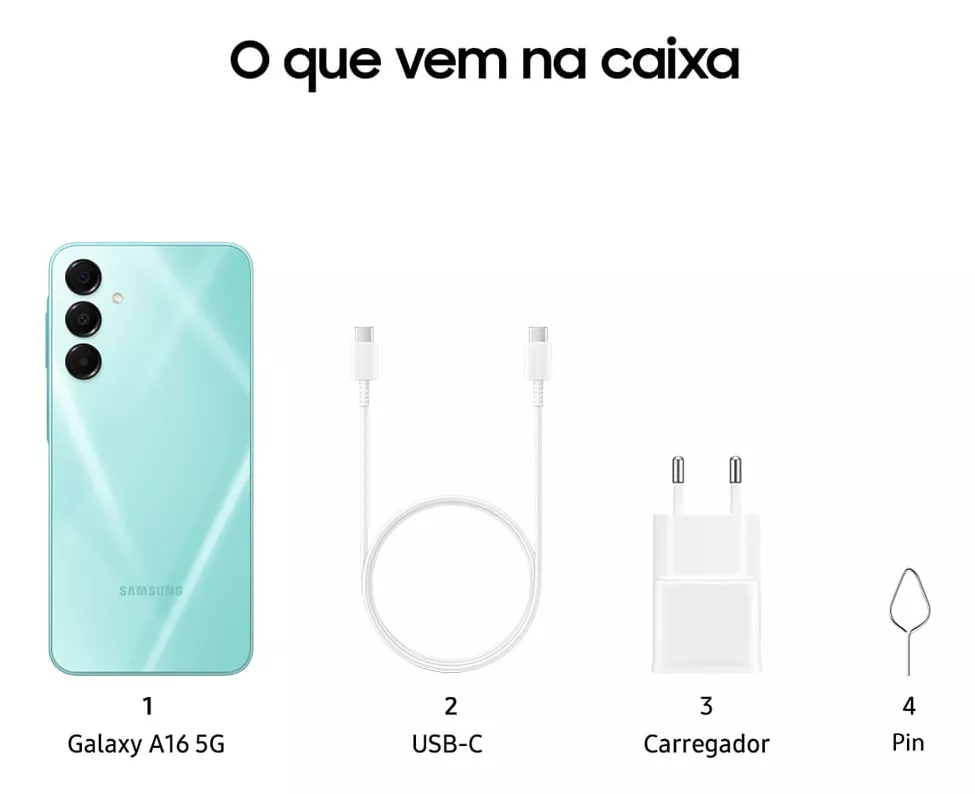 O que vem na caixa
SAMSUNG
1
Galaxy A16 5G
2
USB-C
3
Carregador
4
Pin